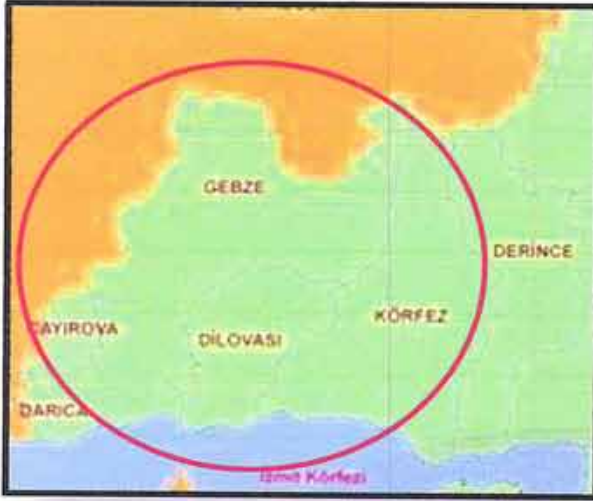 GEBZE
DERİNCE
KÖRFEZ
ÇAYIROVA
DİLOVASI
DARICA
İzmit Körfezi